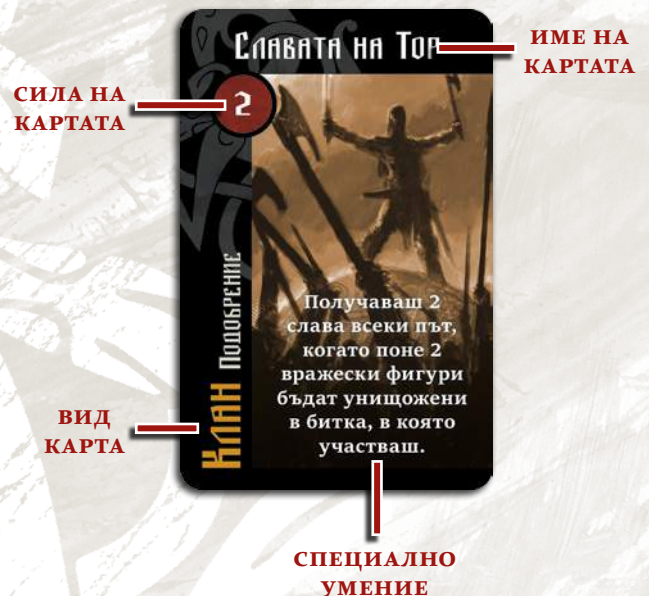 Славата на Тор
ИМЕ НА
КАРТАТА
СИЛА НА
КАРТАТА
2
Клан Подобрение
Получаваш 2
слава всеки път,
когато поне 2
вражески фигури
бъдат унищожени
в битка, в която
участваш.
ВИД
КАРТА
СПЕЦИАЛНО
УМЕНИЕ